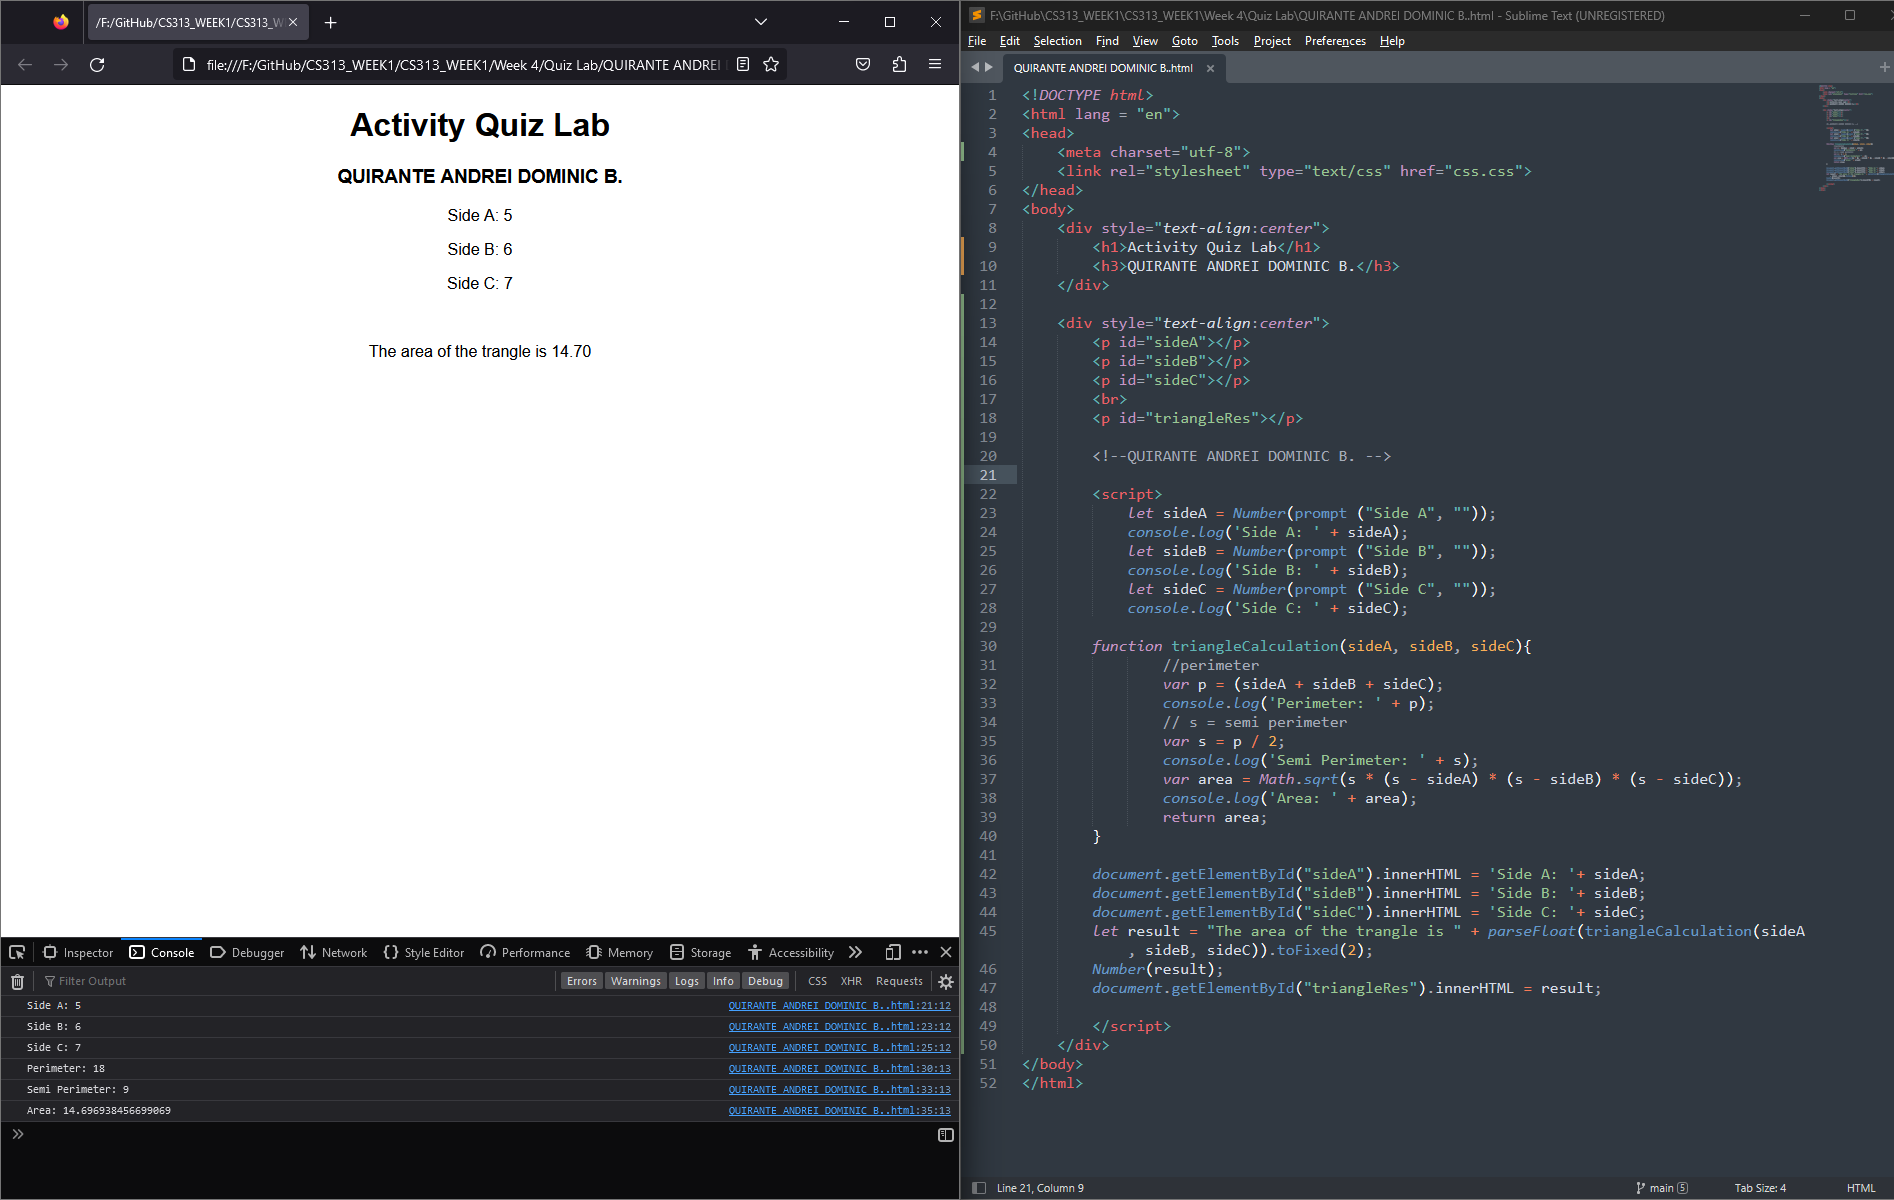 /F:/GitHub/CS313_WEEK1/CS313_W
file:///F:/GitHub/CS313_WEEK1/CS313_WEEK1/Week 4/Quiz Lab/QUIRANTE ANDREI
Activity Quiz Lab
QUIRANTE ANDREI DOMINIC B.
Side A: 5
Side B: 6
Side C: 7
The area of the trangle is 14.70
Inspector Console Debugger Network Style Editor Performance Memory Storage Accessibility
Filter Output Errors Warnings Logs Info Debug CSS XHR Requests
Side A: 5 QUIRANTE ANDREI DOMINIC B..html:21:12
Side B: 6 QUIRANTE ANDREI DOMINIC B..html:23:12
Side C: 7 QUIRANTE ANDREI DOMINIC B..html:25:12
Perimeter: 18 QUIRANTE ANDREI DOMINIC B..html:30:13
Semi Perimeter: 9 QUIRANTE ANDREI DOMINIC B..html:33:13
Area: 14.696938456699069 QUIRANTE ANDREI DOMINIC B..html:35:13
F:\GitHub\CS313_WEEK1\CS313_WEEK1\Week 4\Quiz Lab\QUIRANTE ANDREI DOMINIC B..html - Sublime Text (UNREGISTERED)
File Edit Selection Find View Goto Tools Project Preferences Help
QUIRANTE ANDREI DOMINIC B..html
1 <!DOCTYPE html>
2 <html lang = "en">
3 <head>
4 <meta charset="utf-8">
5 <link rel="stylesheet" type="text/css" href="css.css">
6 </head>
7 <body>
8 <div style="text-align:center">
9 <h1>Activity Quiz Lab</h1>
10 <h3>QUIRANTE ANDREI DOMINIC B.</h3>
11 </div>
12
13 <div style="text-align:center">
14 <p id="sideA"></p>
15 <p id="sideB"></p>
16 <p id="sideC"></p>
17 <br>
18 <p id="triangleRes"></p>
19
20 <!--QUIRANTE ANDREI DOMINIC B. -->
21
22 <script>
23 let sideA = Number(prompt ("Side A", ""));
24 console.log('Side A: ' + sideA);
25 let sideB = Number(prompt ("Side B", ""));
26 console.log('Side B: ' + sideB);
27 let sideC = Number(prompt ("Side C", ""));
28 console.log('Side C: ' + sideC);
29
30 function triangleCalculation(sideA, sideB, sideC){
31 //perimeter
32 var p = (sideA + sideB + sideC);
33 console.log('Perimeter: ' + p);
34 // s = semi perimeter
35 var s = p / 2;
36 console.log('Semi Perimeter: ' + s);
37 var area = Math.sqrt(s * (s - sideA) * (s - sideB) * (s - sideC));
38 console.log('Area: ' + area);
39 return area;
40 }
41
42 document.getElementById("sideA").innerHTML = 'Side A: '+ sideA;
43 document.getElementById("sideB").innerHTML = 'Side B: '+ sideB;
44 document.getElementById("sideC").innerHTML = 'Side C: '+ sideC;
45 let result = "The area of the trangle is " + parseFloat(triangleCalculation(sideA
, sideB, sideC)).toFixed(2);
46 Number(result);
47 document.getElementById("triangleRes").innerHTML = result;
48
49 </script>
50 </div>
51 </body>
52 </html>
Line 21, Column 9 main 5 Tab Size: 4 HTML